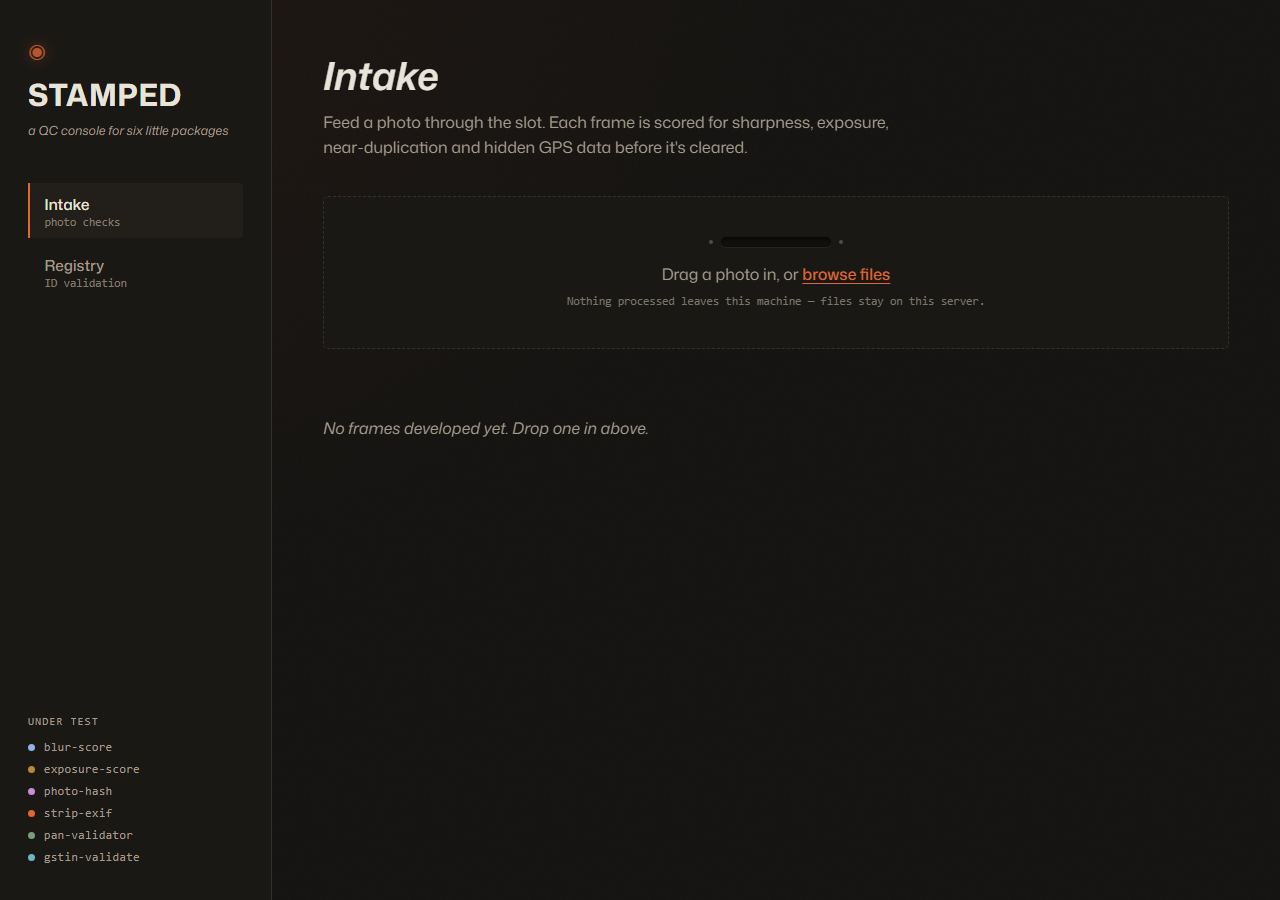 STAMPED
a QC console for six little packages
Intake
photo checks
Registry
ID validation
UNDER TEST
blur-score
exposure-score
photo-hash
strip-exif
pan-validator
gstin-validate
Intake
Feed a photo through the slot. Each frame is scored for sharpness, exposure,
near-duplication and hidden GPS data before it's cleared.
Drag a photo in, or browse files
Nothing processed leaves this machine — files stay on this server.
No frames developed yet. Drop one in above.